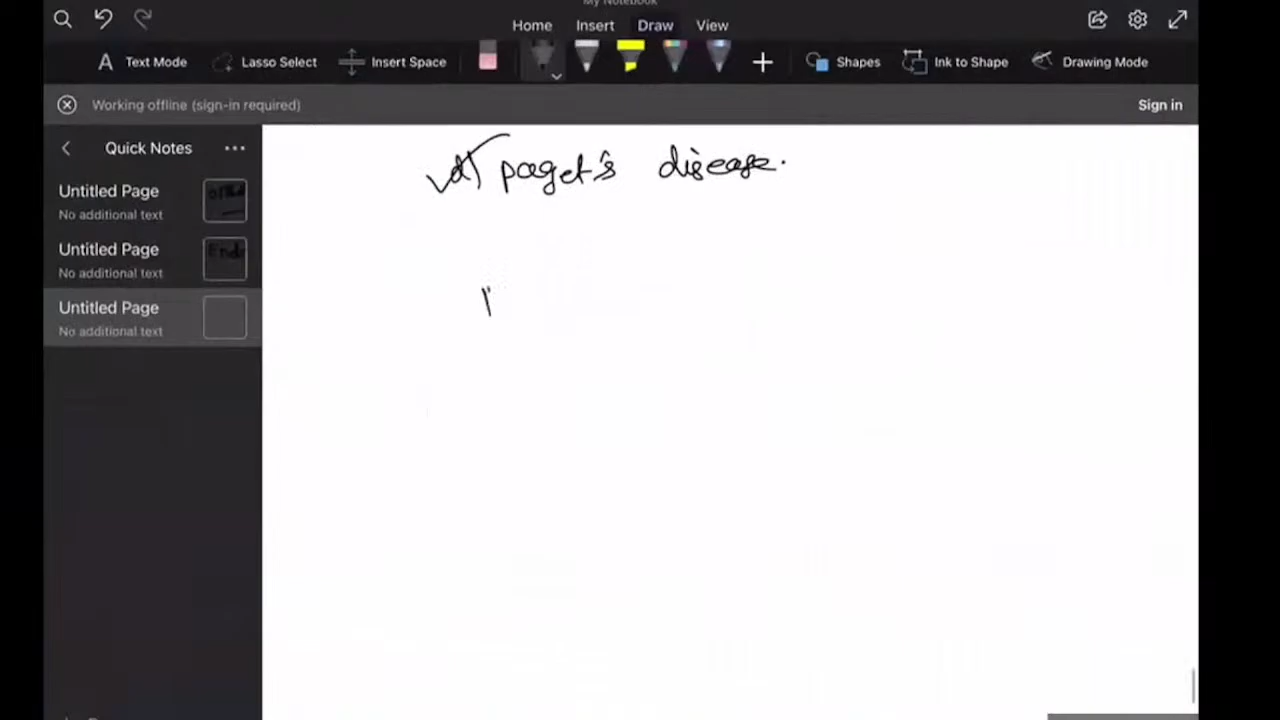 My Notebook
Home Insert Draw View
Text Mode Lasso Select Insert Space Shapes Ink to Shape Drawing Mode
Working offline (sign-in required) Sign in
Quick Notes
Untitled Page
No additional text
Untitled Page
No additional text
Untitled Page
No additional text
d) paget's disease.